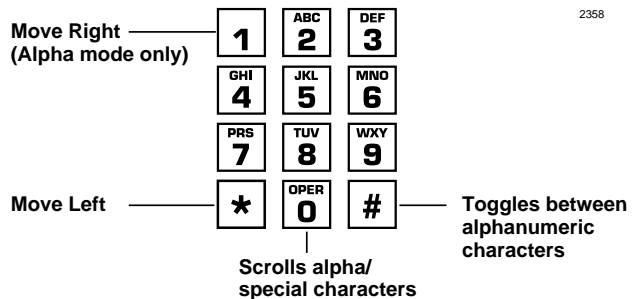 2358
Move Right
(Alpha mode only)
1
ABC
2
DEF
3
GHI
4
JKL
5
MNO
6
PRS
7
TUV
8
WXY
9
Move Left
*
OPER
0
#
Toggles between
alphanumeric
characters
Scrolls alpha/
special characters